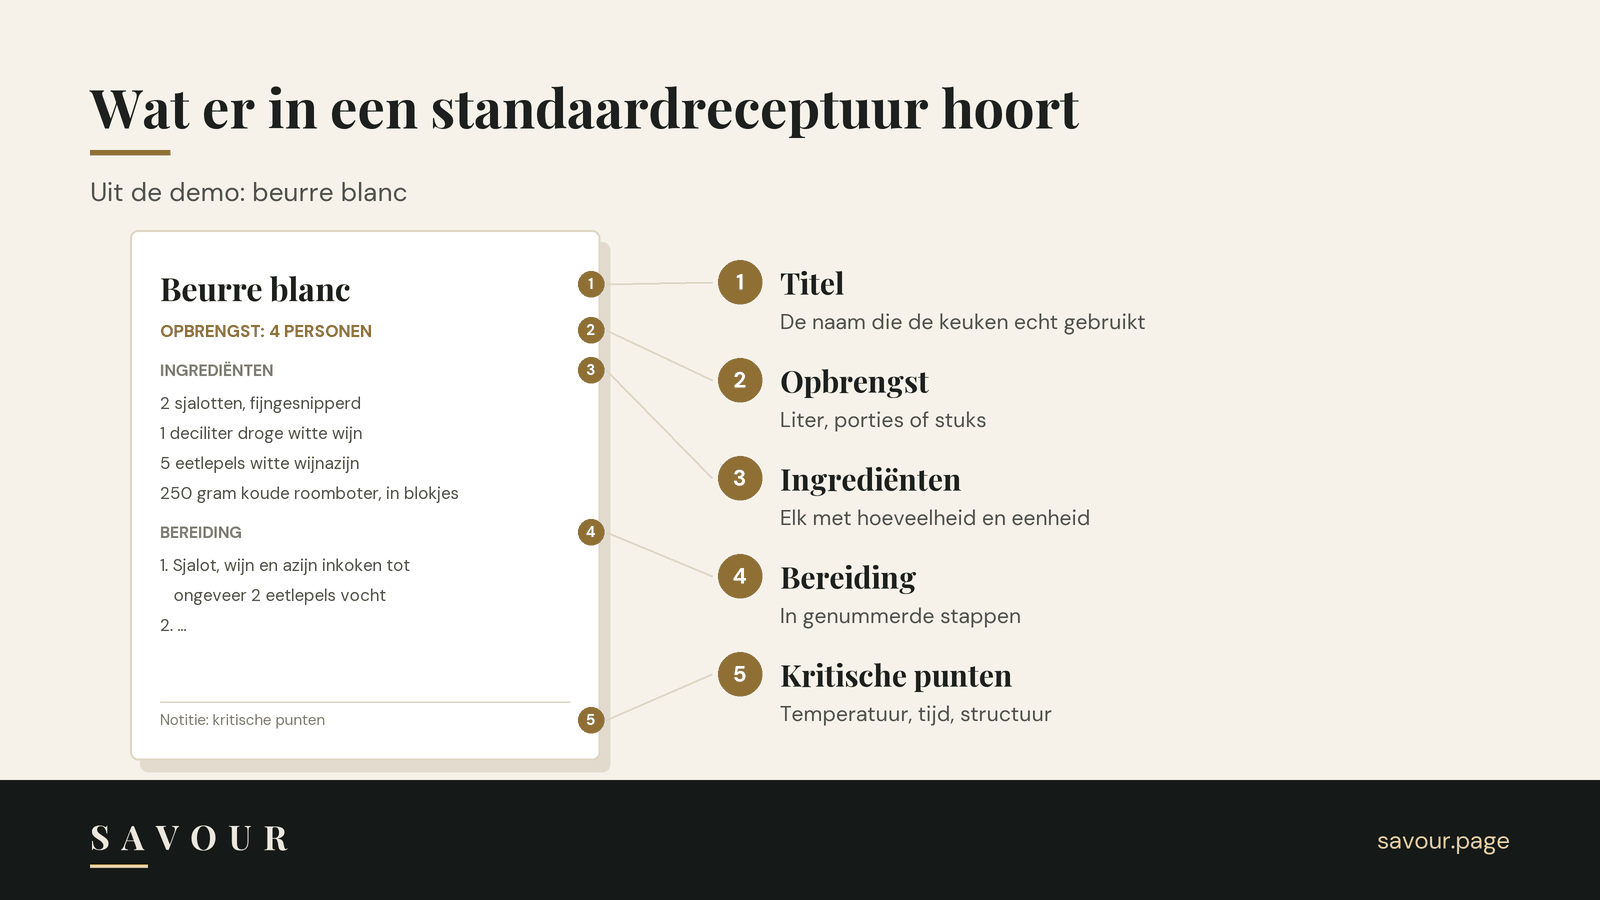 Wat er in een standaardreceptuur hoort
Uit de demo: beurre blanc
Beurre blanc
OPBRENGST: 4 PERSONEN
INGREDIËNTEN
2 sjalotten, fijngesnipperd
1 deciliter droge witte wijn
5 eetlepels witte wijnazijn
250 gram koude roomboter, in blokjes
BEREIDING
1. Sjalot, wijn en azijn inkoken tot
ongeveer 2 eetlepels vocht
2. ...
Notitie: kritische punten
1
2
3
4
5
1 Titel
De naam die de keuken echt gebruikt
2 Opbrengst
Liter, porties of stuks
3 Ingrediënten
Elk met hoeveelheid en eenheid
4 Bereiding
In genummerde stappen
5 Kritische punten
Temperatuur, tijd, structuur
SAVOUR
savour.page